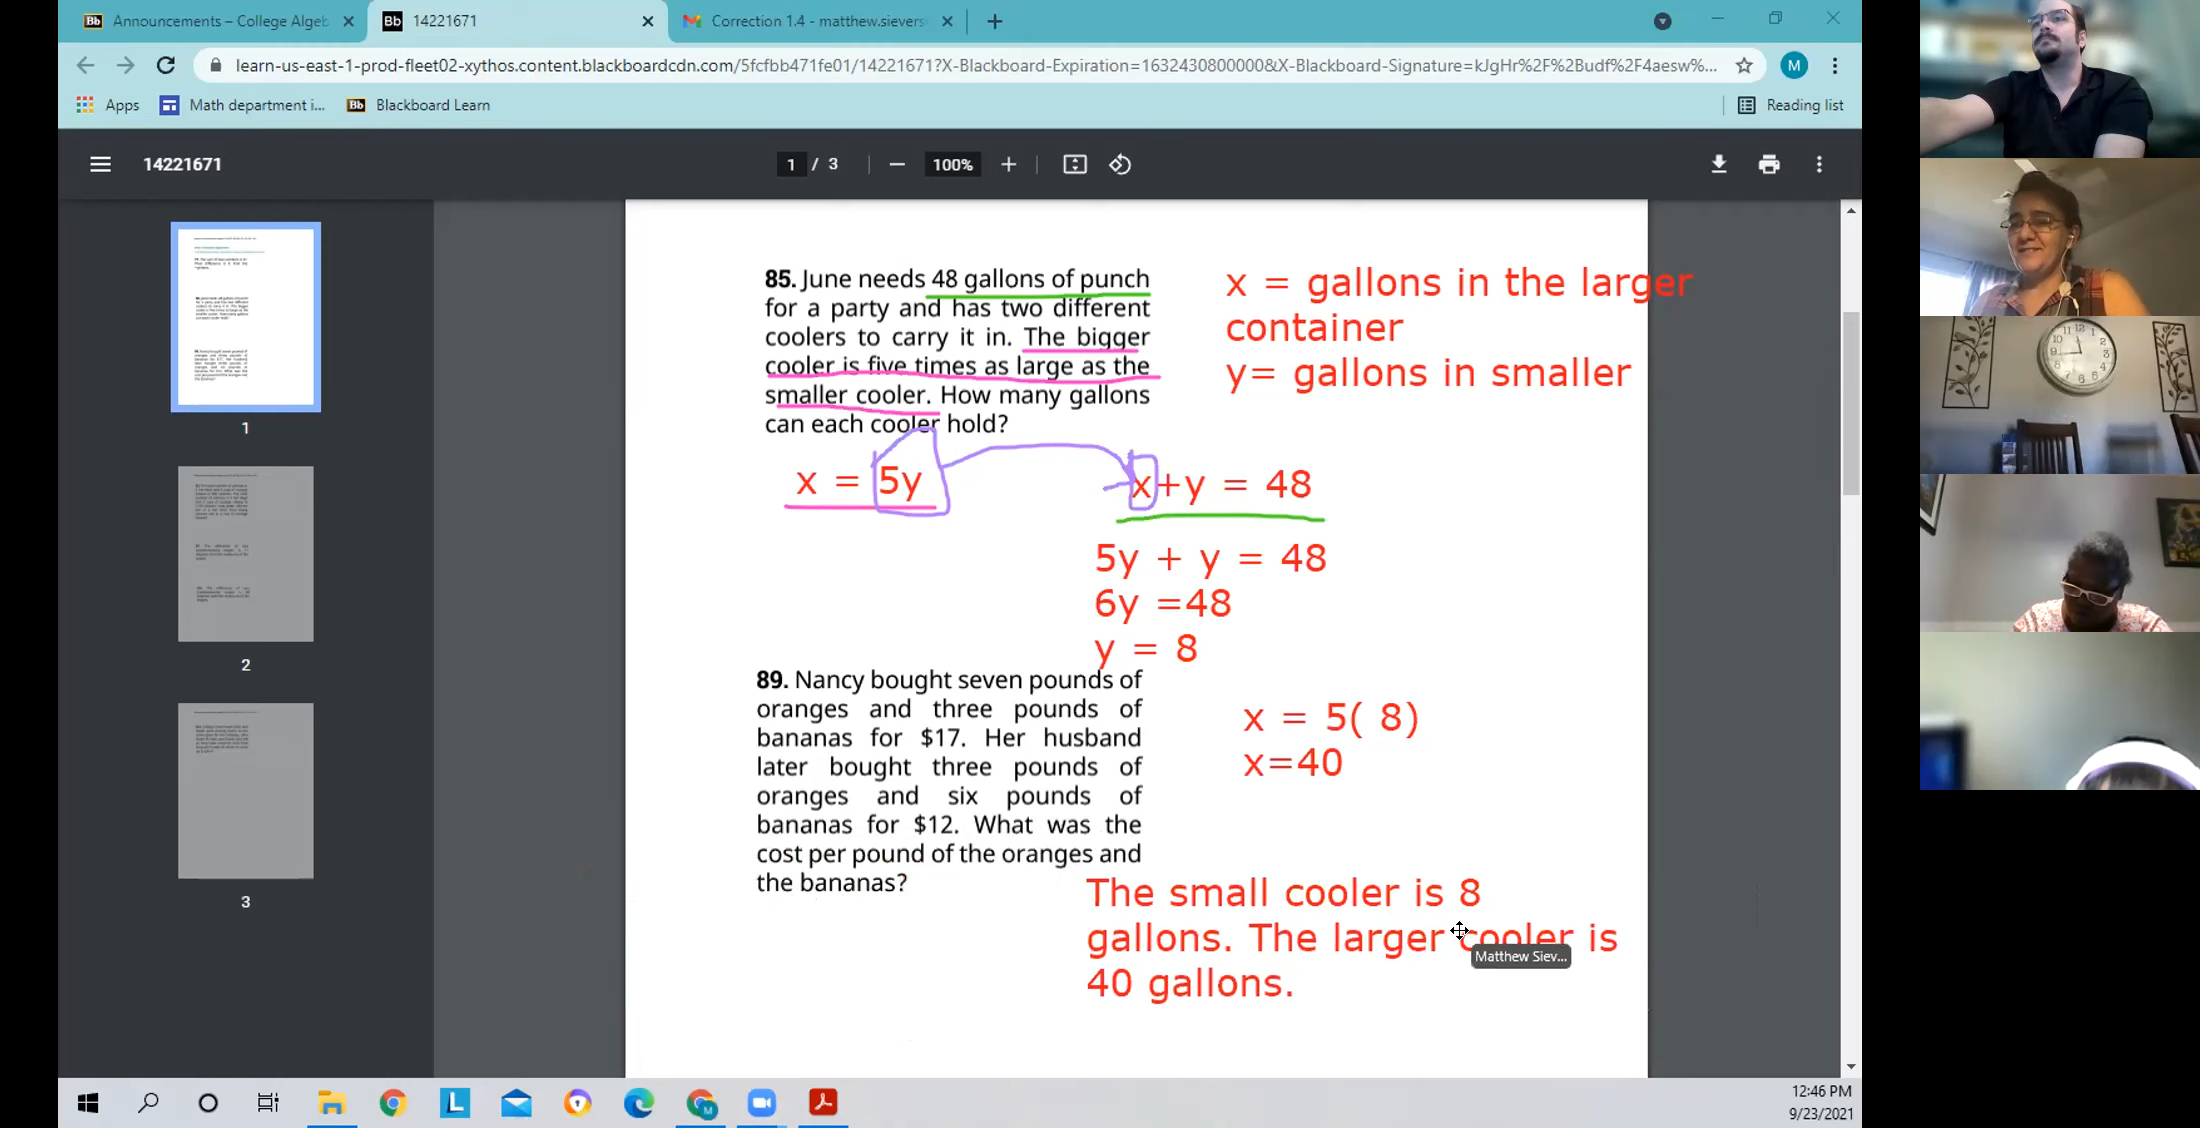 Announcements – College Algeb
14221671
Correction 1.4 - matthew.sievers
learn-us-east-1-prod-fleet02-xythos.content.blackboardcdn.com/5fcfbb471fe01/14221671?X-Blackboard-Expiration=1632430800000&X-Blackboard-Signature=kJgHr%2F%2Budf%2F4aesw%...
M
Apps
Math department i...
Bb Blackboard Learn
Reading list
14221671
1 / 3
100%
85. June needs 48 gallons of punch
for a party and has two different
coolers to carry it in. The bigger
cooler is five times as large as the
smaller cooler. How many gallons
can each cooler hold?
x = gallons in the larger
container
y= gallons in smaller
x = 5y
x+y = 48
5y + y = 48
6y =48
y = 8
89. Nancy bought seven pounds of
oranges and three pounds of
bananas for $17. Her husband
later bought three pounds of
oranges and six pounds of
bananas for $12. What was the
cost per pound of the oranges and
the bananas?
x = 5( 8)
x=40
The small cooler is 8
gallons. The larger cooler is
40 gallons.
Matthew Siev...
1
2
3
12:46 PM
9/23/2021